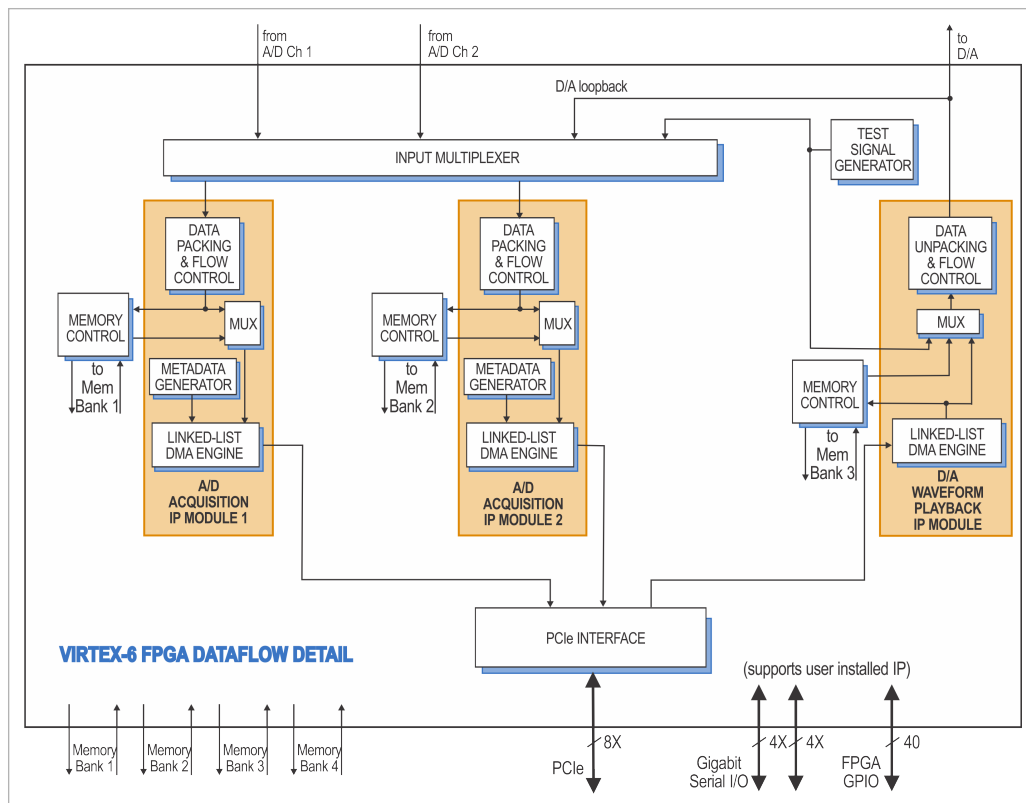 from
A/D Ch 1
from
A/D Ch 2
to
D/A
D/A loopback
INPUT MULTIPLEXER
TEST
SIGNAL
GENERATOR
DATA
PACKING
& FLOW
CONTROL
MEMORY
CONTROL
MUX
to
Mem
Bank 1
METADATA
GENERATOR
LINKED-LIST
DMA ENGINE
A/D
ACQUISITION
IP MODULE 1
DATA
PACKING
& FLOW
CONTROL
MEMORY
CONTROL
MUX
to
Mem
Bank 2
METADATA
GENERATOR
LINKED-LIST
DMA ENGINE
A/D
ACQUISITION
IP MODULE 2
DATA
UNPACKING
& FLOW
CONTROL
MUX
MEMORY
CONTROL
to
Mem
Bank 3
LINKED-LIST
DMA ENGINE
D/A
WAVEFORM
PLAYBACK
IP MODULE
PCIe INTERFACE
VIRTEX-6 FPGA DATAFLOW DETAIL
(supports user installed IP)
Memory
Bank 1
Memory
Bank 2
Memory
Bank 3
Memory
Bank 4
8X
PCIe
4X
4X
Gigabit
Serial I/O
40
FPGA
GPIO